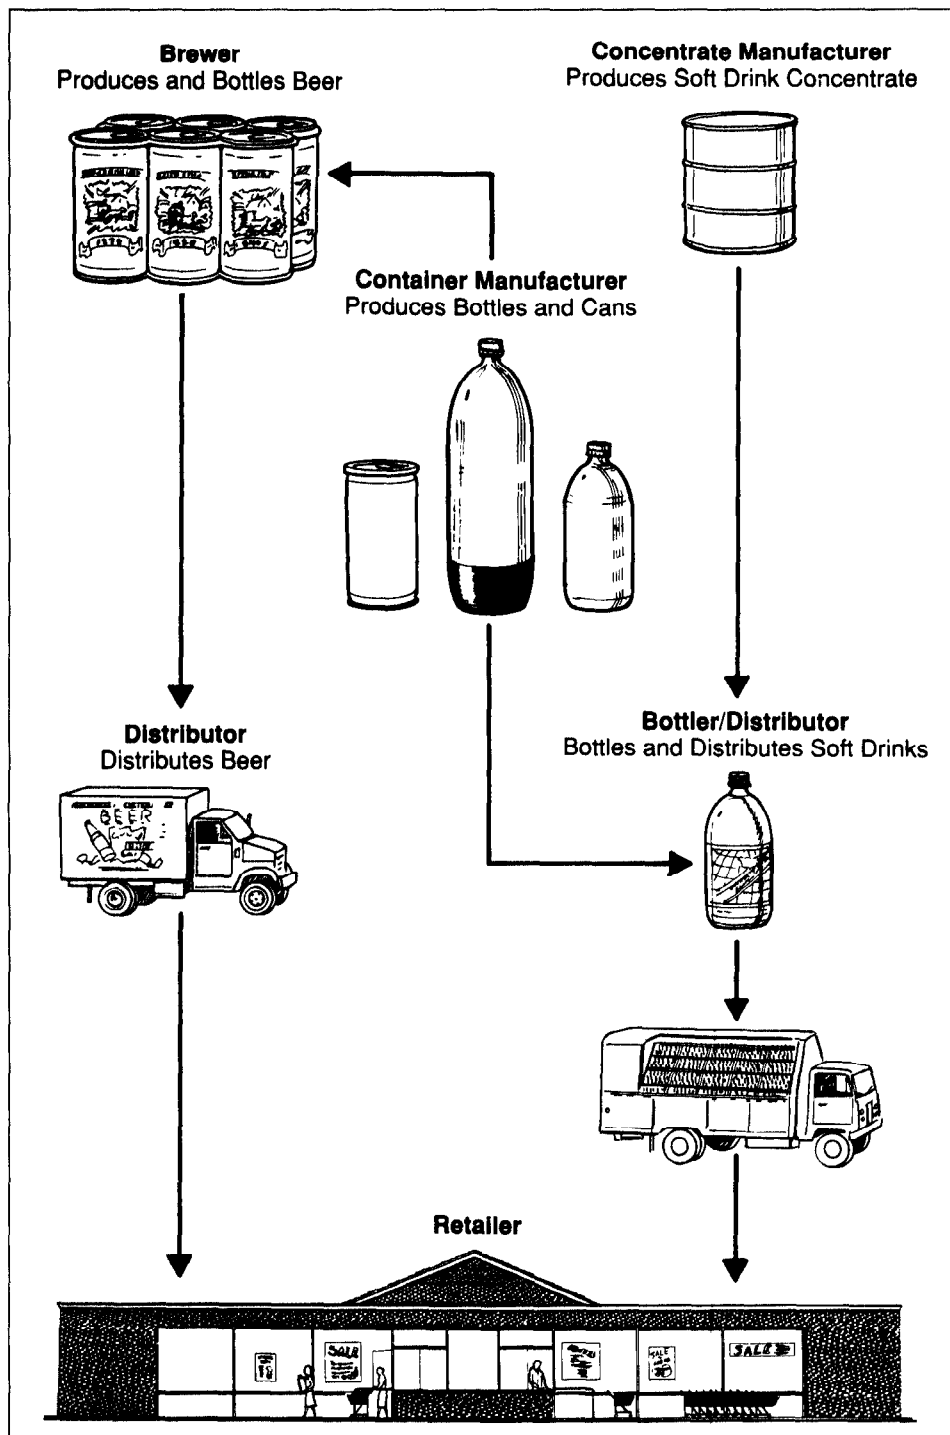 Brewer
Produces and Bottles Beer
Concentrate Manufacturer
Produces Soft Drink Concentrate
Container Manufacturer
Produces Bottles and Cans
Distributor
Distributes Beer
BEER
Bottler/Distributor
Bottles and Distributes Soft Drinks
Retailer
SALE
SALE
SALE